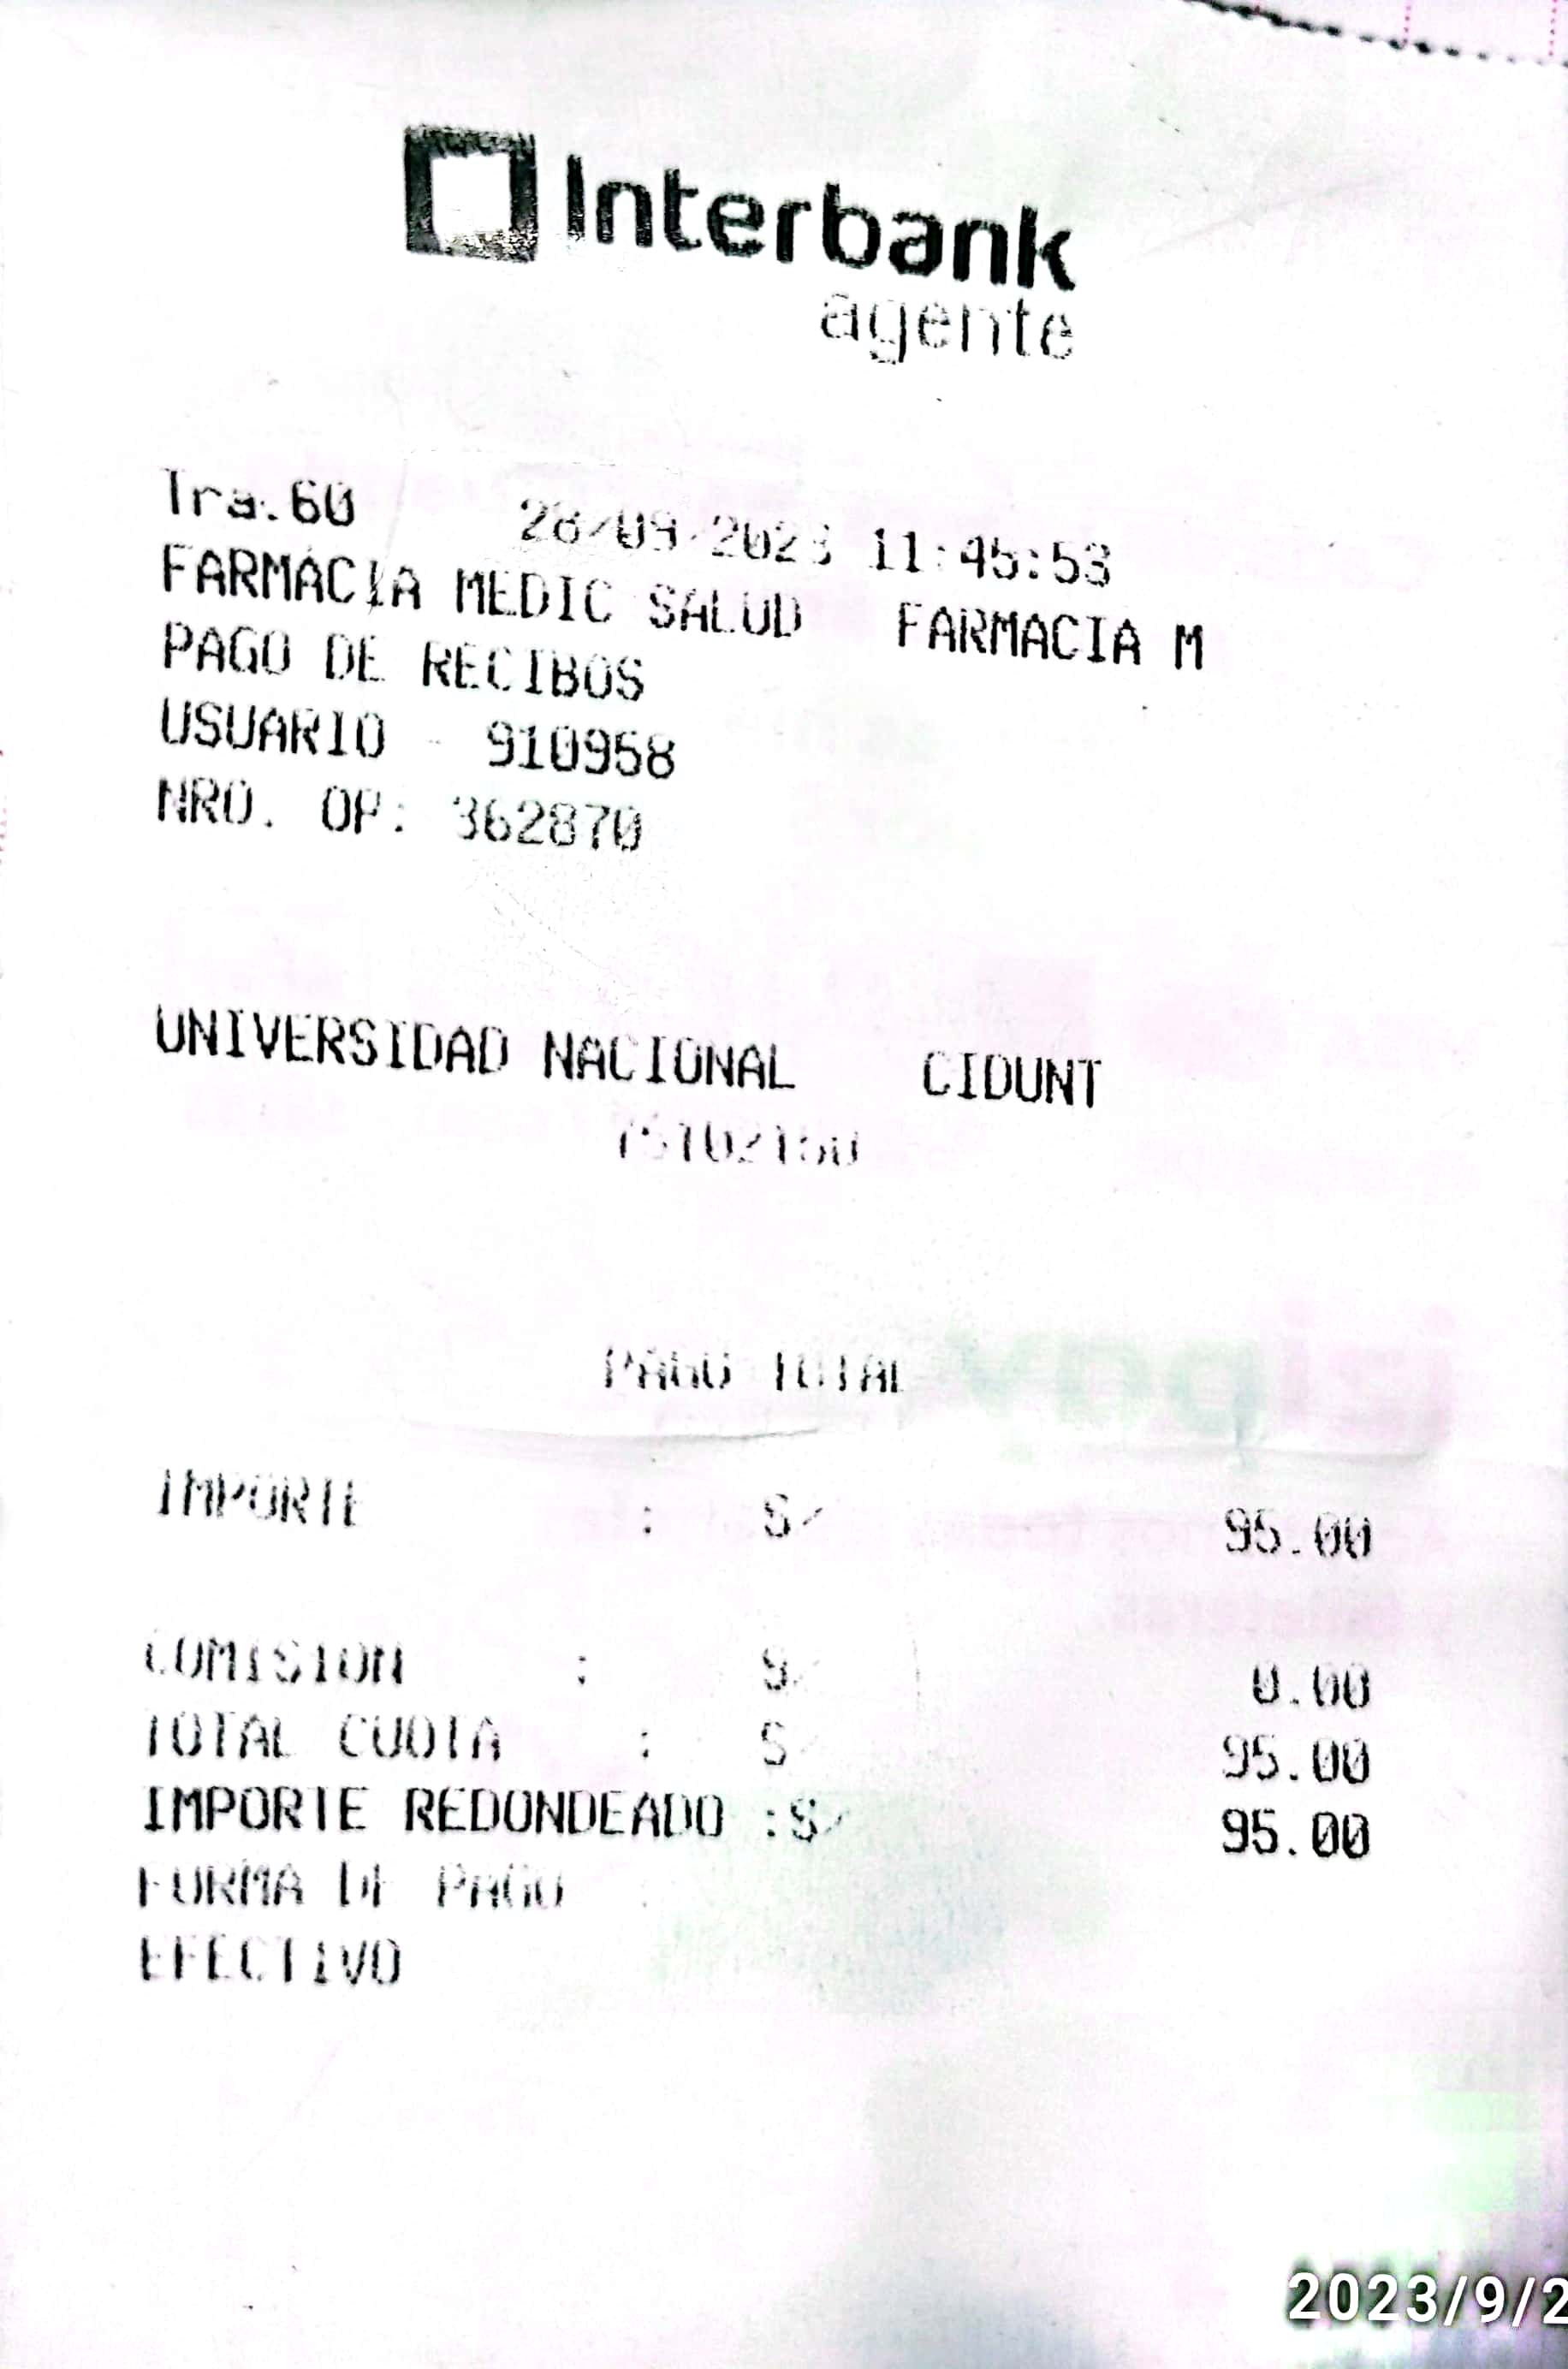 Interbank
agente
Tra.60 28/09/2023 11:45:53
FARMACIA MEDIC SALUD FARMACIA M
PAGO DE RECIBOS
USUARIO - 910958
NRO. OP: 362870
UNIVERSIDAD NACIONAL CIDUNT
PAGO TOTAL
IMPORTE : S/ 95.00
COMISION : S/ 0.00
TOTAL CUOTA : S/ 95.00
IMPORTE REDONDEADO :S/ 95.00
FORMA DE PAGO :
EFECTIVO
2023/9/2